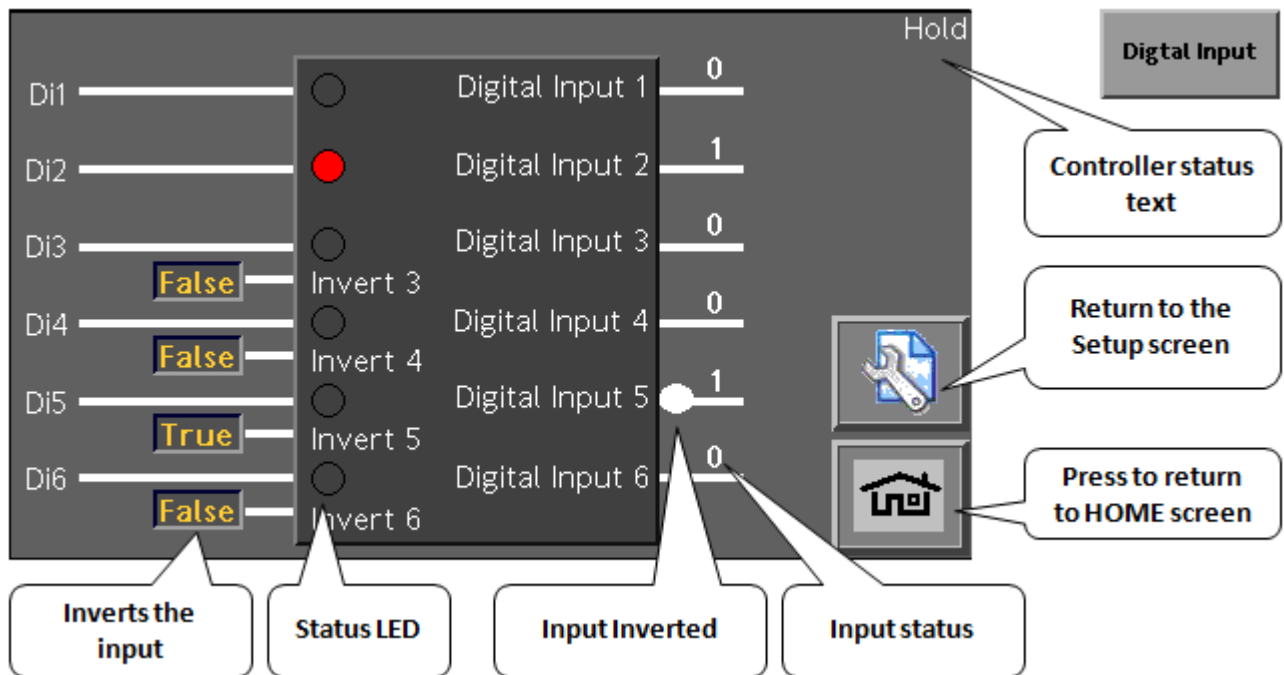 Hold
Digtal Input
Di1
Digital Input 1
0
Di2
Digital Input 2
1
Controller status
text
Di3
Digital Input 3
0
False
Invert 3
Di4
Digital Input 4
0
Return to the
Setup screen
False
Invert 4
Di5
Digital Input 5
1
True
Invert 5
Di6
Digital Input 6
0
Press to return
to HOME screen
False
Invert 6
Inverts the
input
Status LED
Input Inverted
Input status